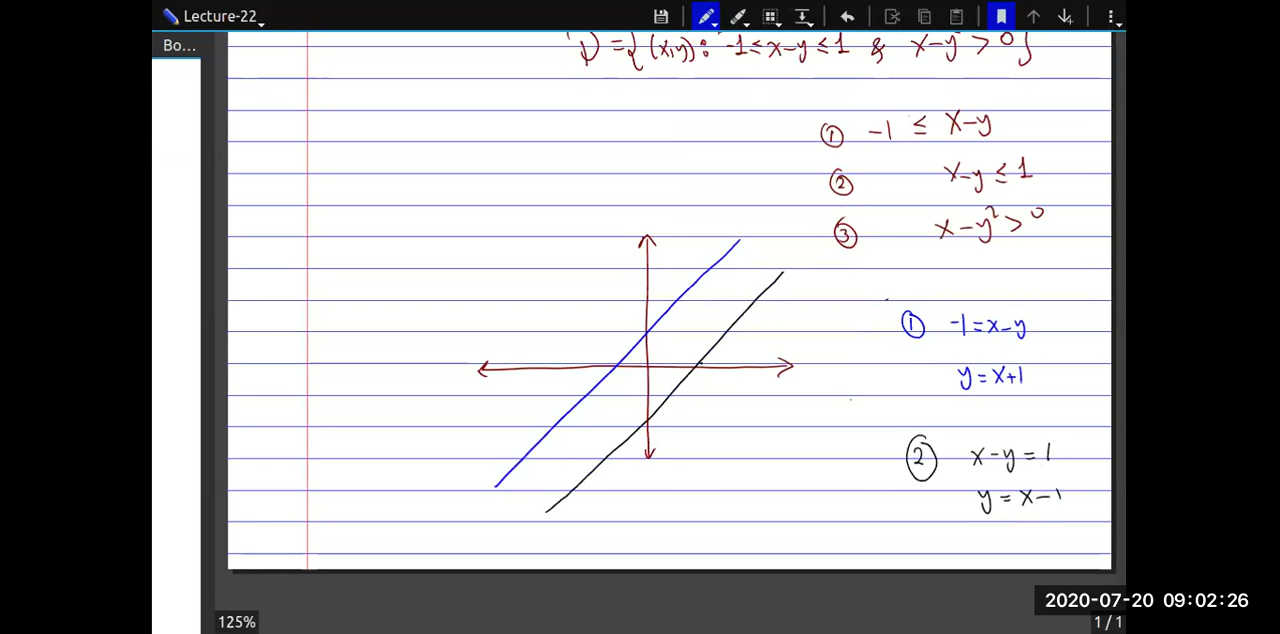 Lecture-22
Bo...
D = { (x,y): -1 ≤ x-y ≤ 1 & x-y > 0 }
① -1 ≤ x-y
② x-y ≤ 1
③ x-y² > 0
① -1 = x-y
y = x+1
② x-y = 1
y = x-1
2020-07-20 09:02:26
125%
1 / 1